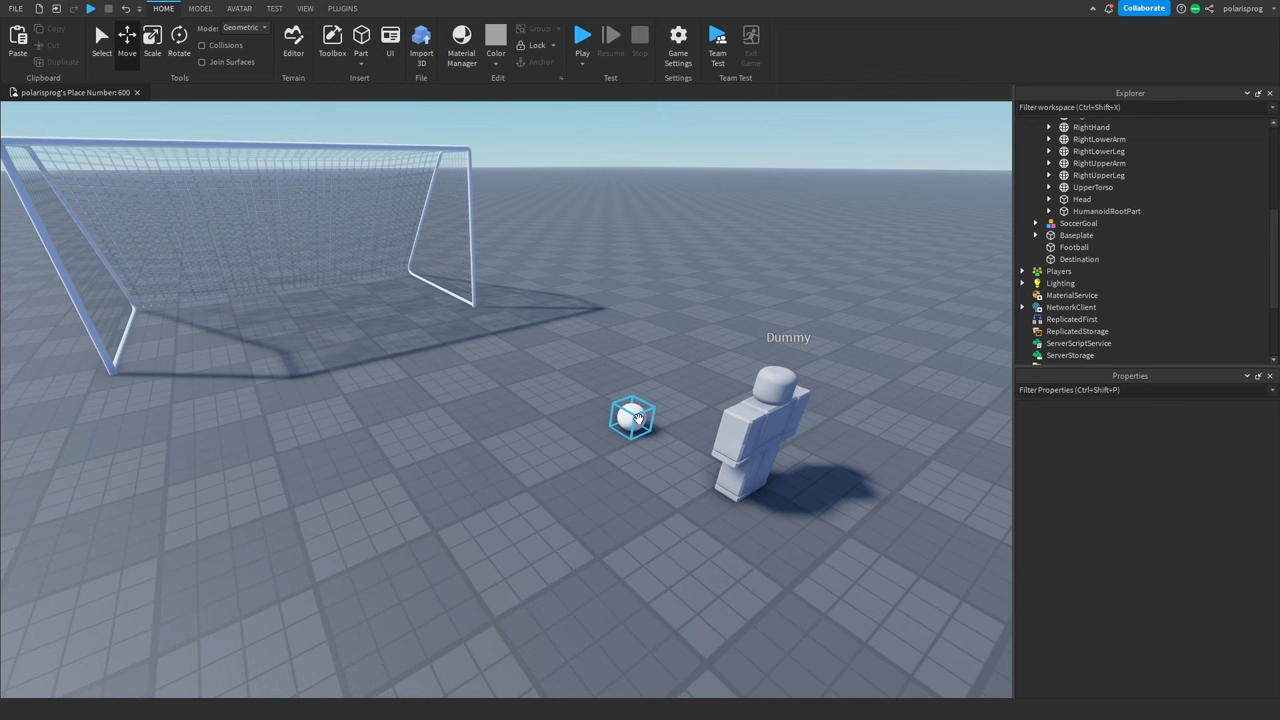 FILE HOME MODEL AVATAR TEST VIEW PLUGINS Collaborate polarisprog
Paste Copy Cut Duplicate Select Move Scale Rotate Mode: Geometric Collisions Join Surfaces Editor Toolbox Part UI Import 3D Material Manager Color Group Lock Anchor Play Resume Stop Game Settings Team Test Exit Game
Clipboard Tools Terrain Insert File Edit Test Settings Team Test
polarisprog's Place Number: 600
Explorer
Filter workspace (Ctrl+Shift+X)
RightHand
RightLowerArm
RightLowerLeg
RightUpperArm
RightUpperLeg
UpperTorso
Head
HumanoidRootPart
SoccerGoal
Baseplate
Football
Destination
Players
Lighting
MaterialService
NetworkClient
ReplicatedFirst
ReplicatedStorage
ServerScriptService
ServerStorage
Properties
Filter Properties (Ctrl+Shift+P)
Dummy